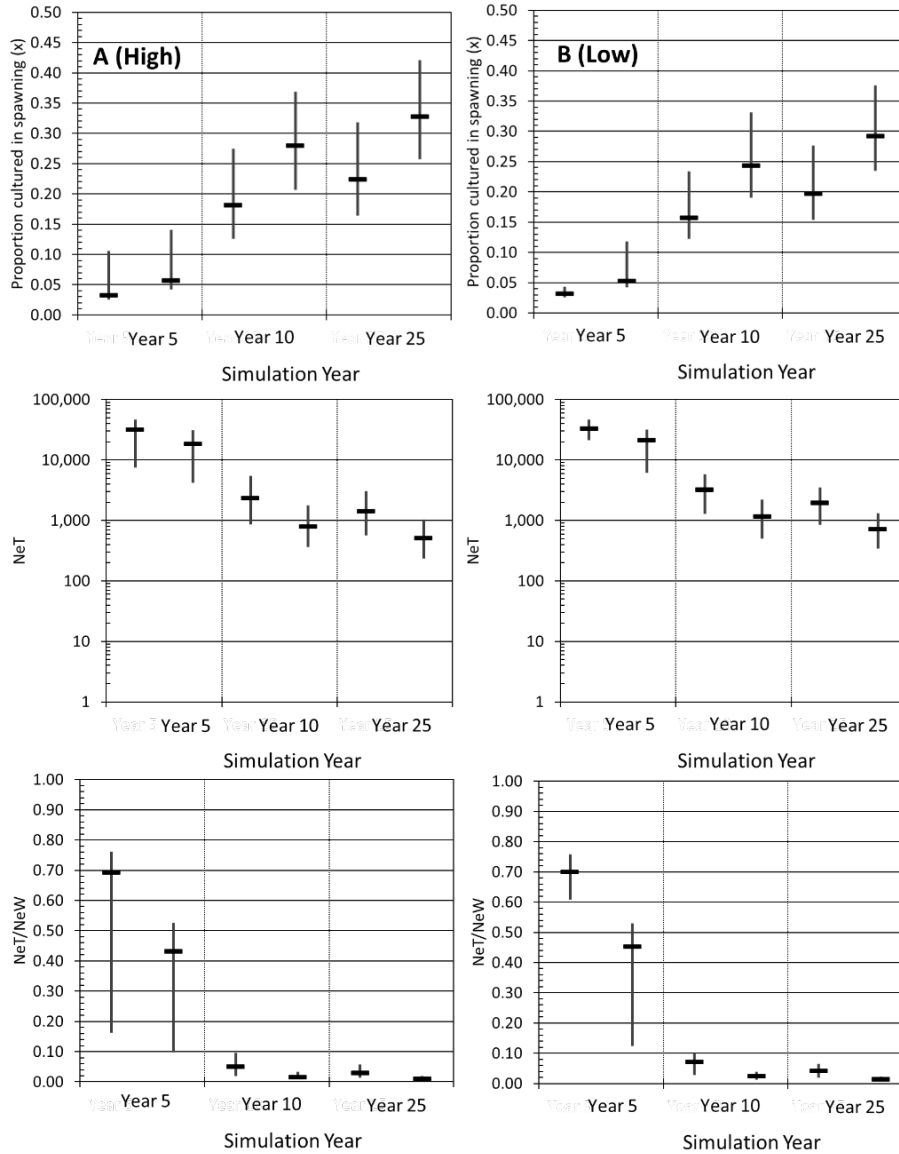 A (High)
Proportion cultured in spawning (x)
0.50
0.45
0.40
0.35
0.30
0.25
0.20
0.15
0.10
0.05
0.00
Year 5
Year 10
Year 25
Simulation Year
B (Low)
Proportion cultured in spawning (x)
0.50
0.45
0.40
0.35
0.30
0.25
0.20
0.15
0.10
0.05
0.00
Year 5
Year 10
Year 25
Simulation Year
NeT
100,000
10,000
1,000
100
10
1
Year 5
Year 10
Year 25
Simulation Year
NeT
100,000
10,000
1,000
100
10
1
Year 5
Year 10
Year 25
Simulation Year
NeT/NeW
1.00
0.90
0.80
0.70
0.60
0.50
0.40
0.30
0.20
0.10
0.00
Year 5
Year 10
Year 25
Simulation Year
NeT/NeW
1.00
0.90
0.80
0.70
0.60
0.50
0.40
0.30
0.20
0.10
0.00
Year 5
Year 10
Year 25
Simulation Year